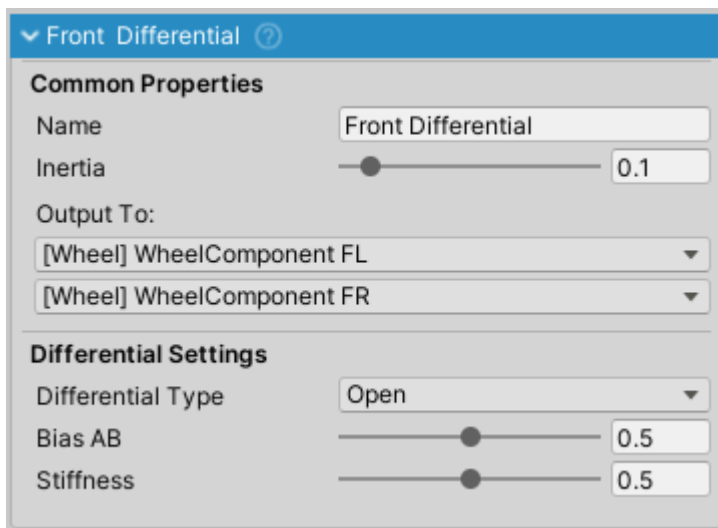 Front  Differential ?
Common Properties
Name Front Differential
Inertia 0.1
Output To:
[Wheel] WheelComponent FL
[Wheel] WheelComponent FR
Differential Settings
Differential Type Open
Bias AB 0.5
Stiffness 0.5